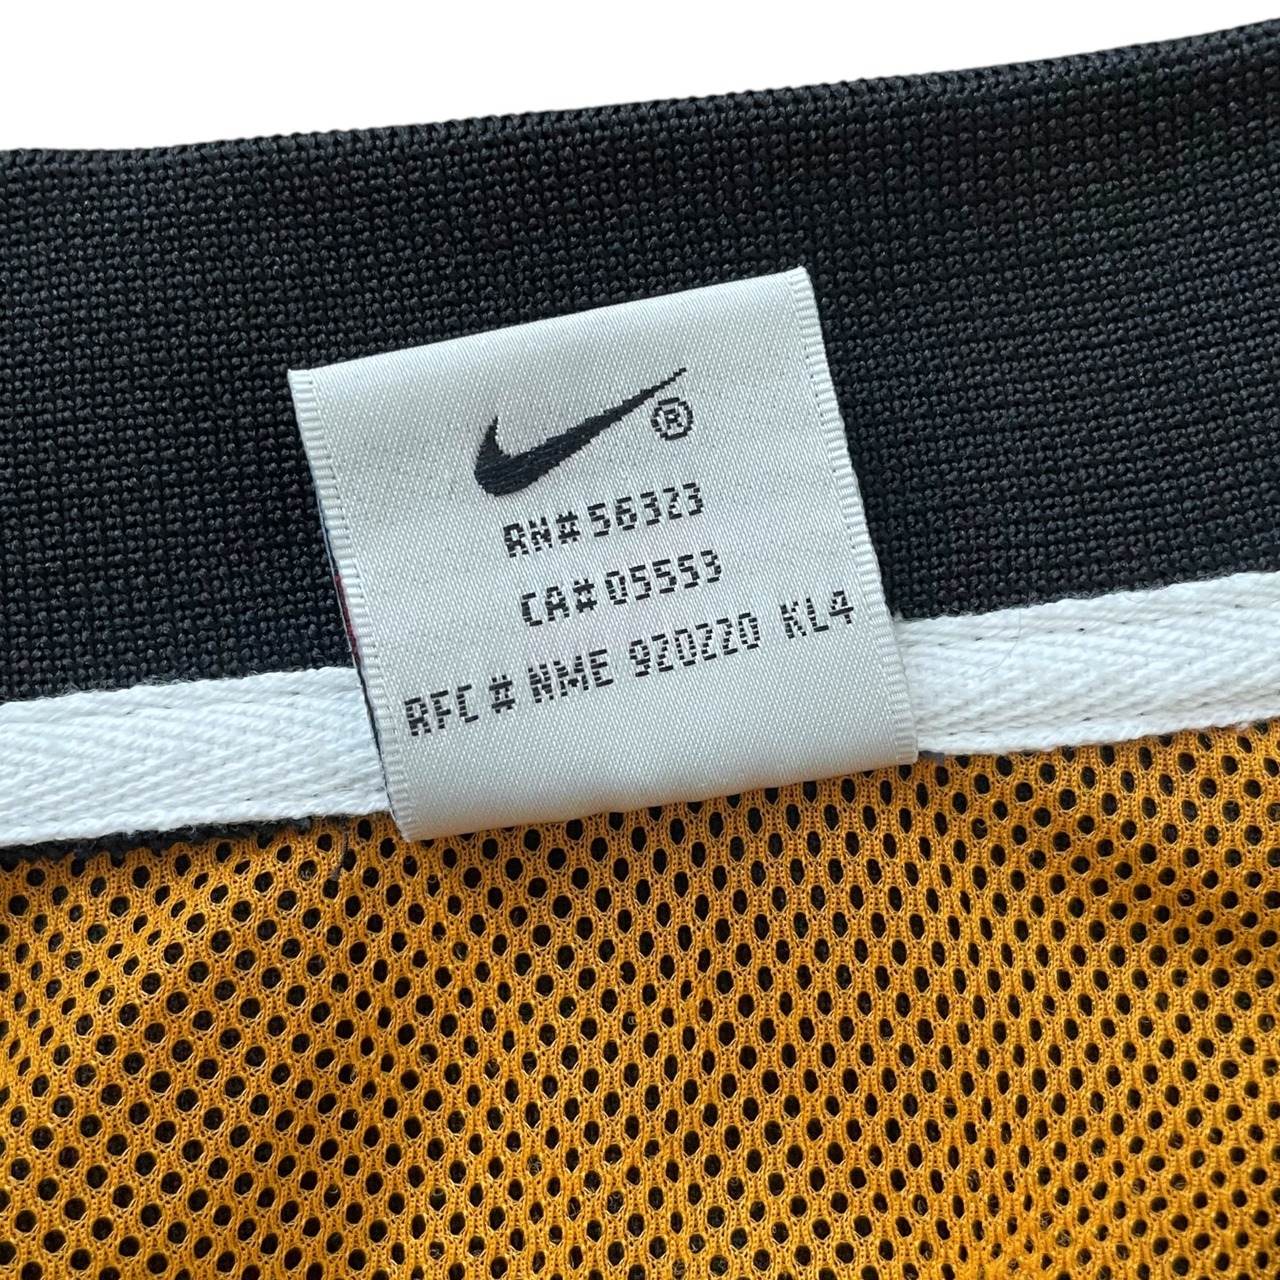 ®
RN# 56323
CA# 05553
RFC # NME 920220 KL4